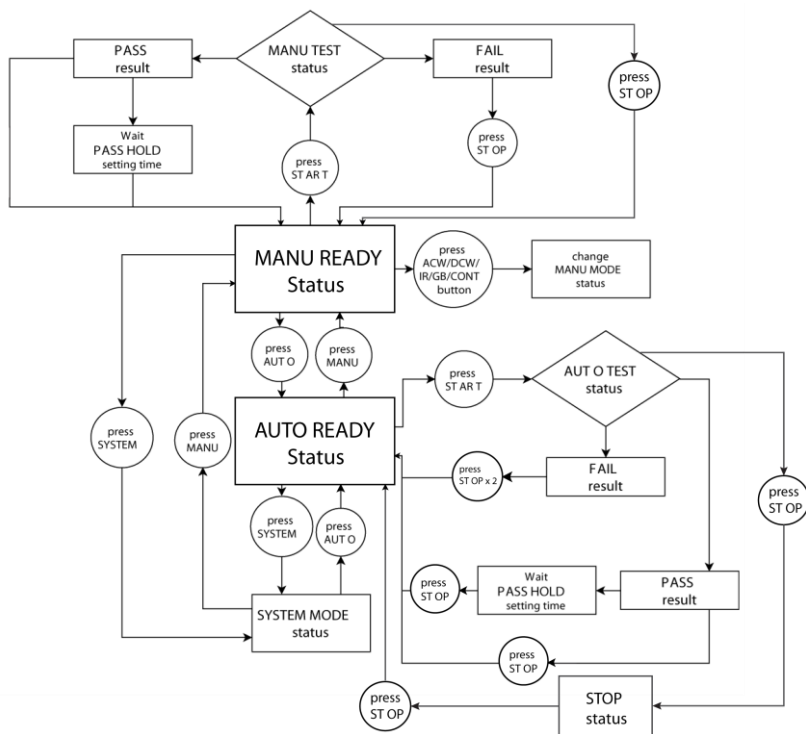 PASS
result
MANU TEST
status
FAIL
result
press
ST OP
Wait
PASS HOLD
setting time
press
ST AR T
press
ST OP
MANU READY
Status
press
ACW/DCW/
IR/GB/CONT
button
change
MANU MODE
status
press
AUT O
press
MANU
press
ST AR T
AUT O TEST
status
press
SYSTEM
press
MANU
AUTO READY
Status
press
ST OP x 2
FAIL
result
press
ST OP
press
SYSTEM
press
AUT O
press
ST OP
Wait
PASS HOLD
setting time
PASS
result
SYSTEM MODE
status
press
ST OP
press
ST OP
STOP
status